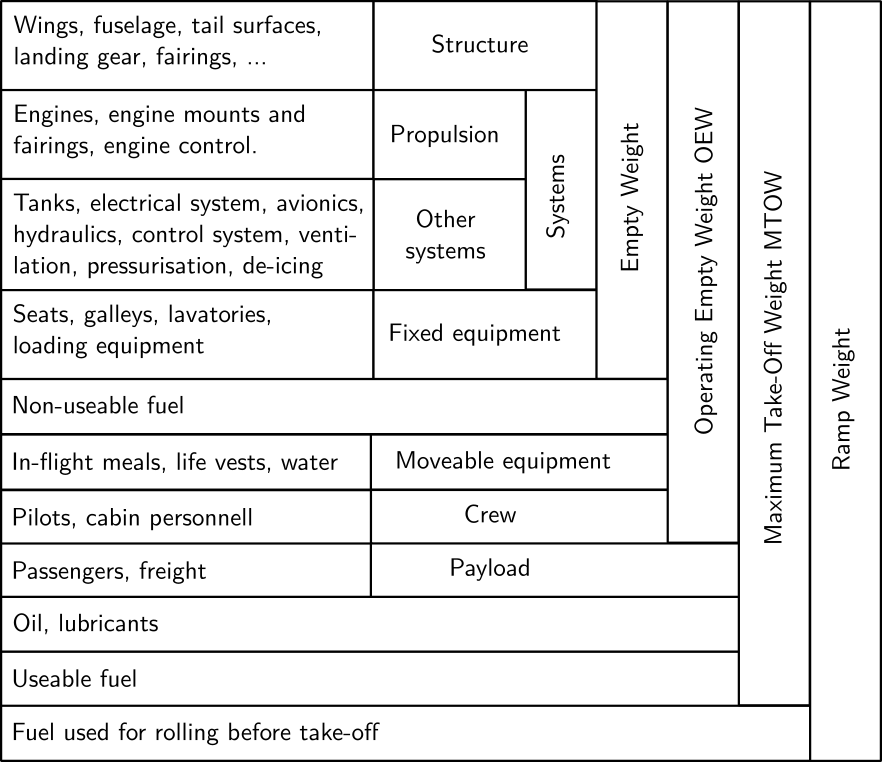 Wings, fuselage, tail surfaces,
landing gear, fairings, ...
Structure
Engines, engine mounts and
fairings, engine control.
Propulsion
Tanks, electrical system, avionics,
hydraulics, control system, venti-
lation, pressurisation, de-icing
Other
systems
Systems
Seats, galleys, lavatories,
loading equipment
Fixed equipment
Empty Weight
Non-useable fuel
In-flight meals, life vests, water
Moveable equipment
Pilots, cabin personnell
Crew
Operating Empty Weight OEW
Passengers, freight
Payload
Oil, lubricants
Useable fuel
Maximum Take-Off Weight MTOW
Fuel used for rolling before take-off
Ramp Weight